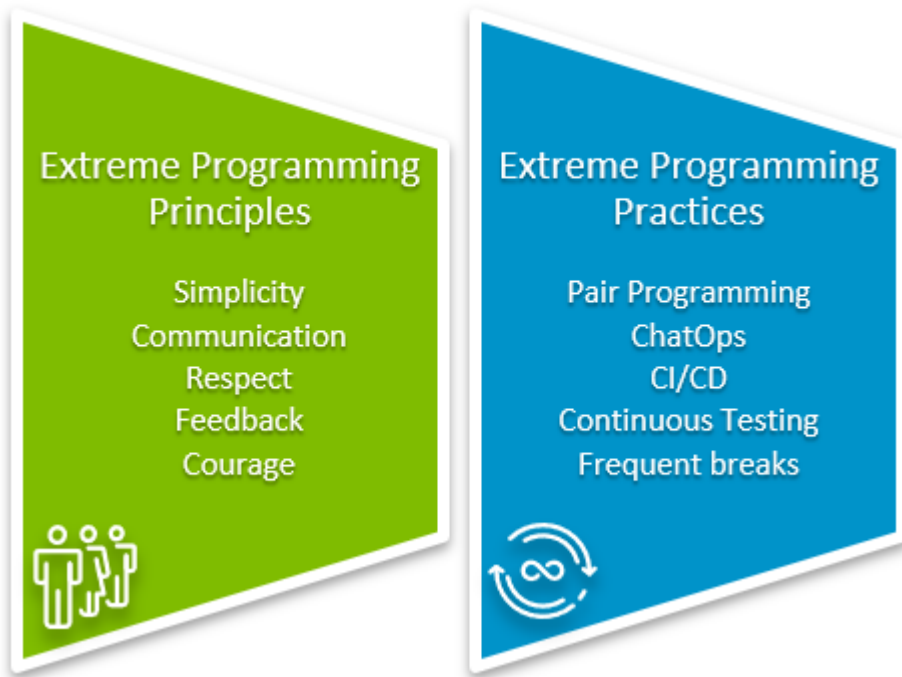 Extreme Programming
Principles
Simplicity
Communication
Respect
Feedback
Courage
Extreme Programming
Practices
Pair Programming
ChatOps
CI/CD
Continuous Testing
Frequent breaks